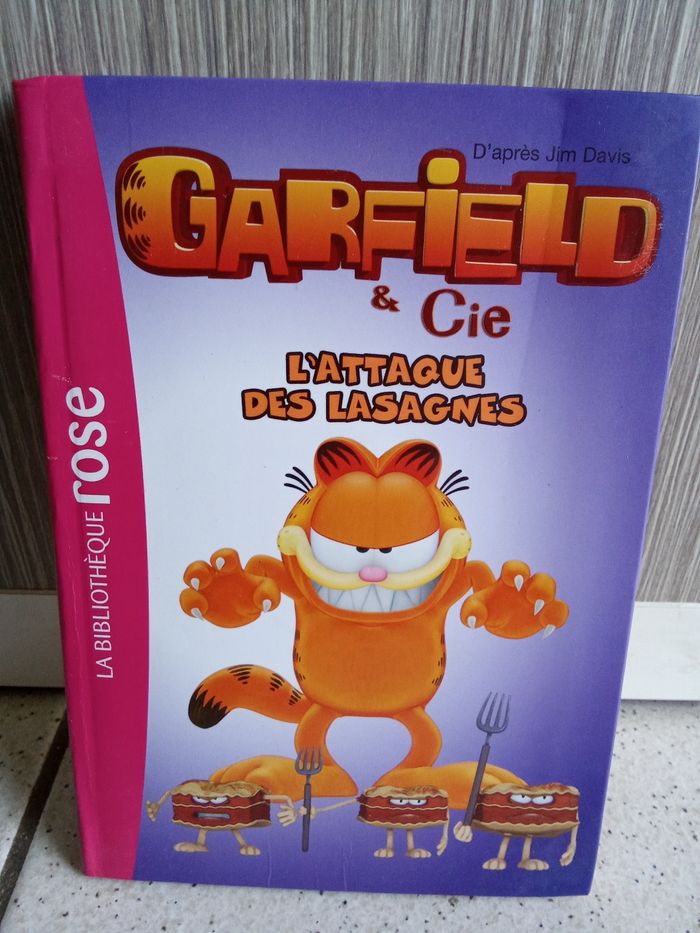 D'après Jim Davis
GARFIELD
& Cie
L'ATTAQUE
DES LASAGNES
LA BIBLIOTHÈQUE rose